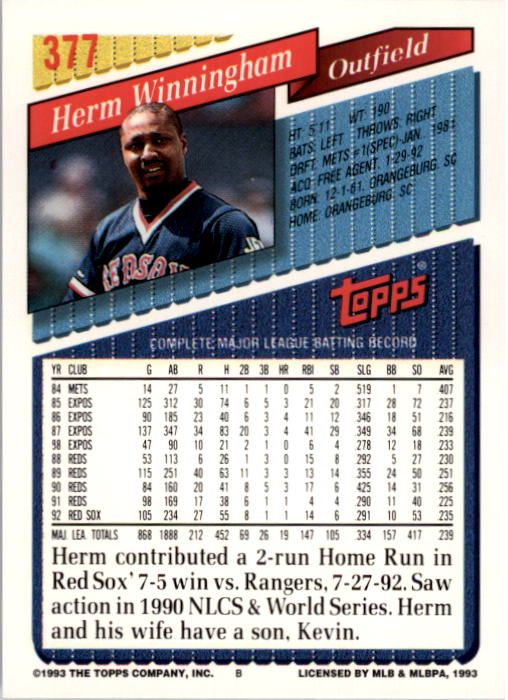 377
Herm Winningham
Outfield
HT: 5'11 WT: 190
BATS: LEFT THROWS: RIGHT
DRFT: METS #1(SPEC)-JAN. 1981
ACQ: FREE AGENT, 1-29-92
BORN: 12-1-61, ORANGEBURG, SC
HOME: ORANGEBURG, SC
REDSOX
TOPPS®
COMPLETE MAJOR LEAGUE BATTING RECORD
YR CLUB G AB R H 2B 3B HR RBI SB SLG BB SO AVG
84 METS 14 27 5 11 1 1 0 5 2 .519 1 7 .407
85 EXPOS 125 312 30 74 6 5 3 21 20 .317 28 72 .237
86 EXPOS 90 185 23 40 6 3 4 11 12 .346 18 51 .216
87 EXPOS 137 347 34 83 20 3 4 41 29 .349 34 68 .239
98 EXPOS 47 90 10 21 2 1 0 6 4 .278 12 18 .233
88 REDS 53 113 6 26 1 3 0 15 8 .292 5 27 .230
89 REDS 115 251 40 63 11 3 3 13 14 .355 24 50 .251
90 REDS 84 160 20 41 8 5 3 17 6 .425 14 31 .256
91 REDS 98 169 17 38 6 1 1 4 4 .290 11 40 .225
92 RED SOX 105 234 27 55 8 1 1 14 6 .291 10 53 .235
MAJ. LEA. TOTALS 868 1888 212 452 69 26 19 147 105 .334 157 417 .239
Herm contributed a 2-run Home Run in
Red Sox' 7-5 win vs. Rangers, 7-27-92. Saw
action in 1990 NLCS & World Series. Herm
and his wife have a son, Kevin.
©1993 THE TOPPS COMPANY, INC. B LICENSED BY MLB & MLBPA, 1993